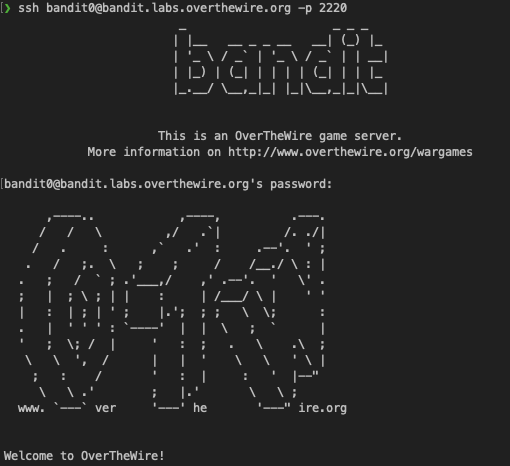 ❯ ssh bandit0@bandit.labs.overthewire.org -p 2220
bandit
This is an OverTheWire game server.
More information on http://www.overthewire.org/wargames
bandit0@bandit.labs.overthewire.org's password:
www. ver he ire.org
Welcome to OverTheWire!